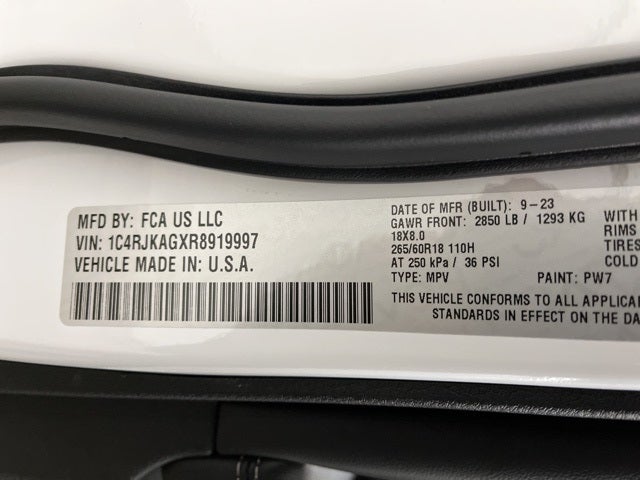 MFD BY: FCA US LLC
VIN: 1C4RJKAGXR8919997
VEHICLE MADE IN: U.S.A.
DATE OF MFR (BUILT): 9-23
GAWR FRONT: 2850 LB / 1293 KG WITH
18X8.0 RIMS
265/60R18 110H TIRES
AT 250 kPa / 36 PSI COLD
TYPE: MPV PAINT: PW7
THIS VEHICLE CONFORMS TO ALL APPLICA
STANDARDS IN EFFECT ON THE DA